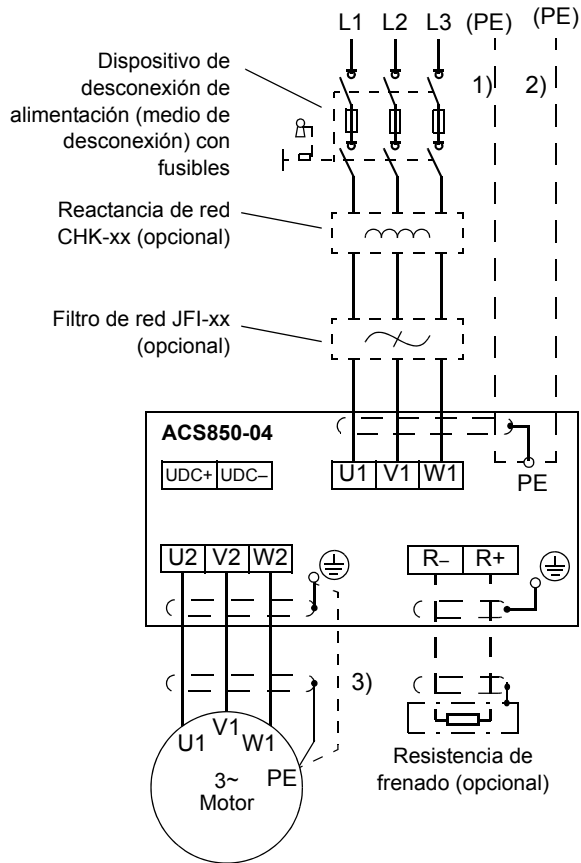 L1 L2 L3 (PE) (PE)
Dispositivo de
desconexión de
alimentación (medio de
desconexión) con
fusibles
1) 2)
Reactancia de red
CHK-xx (opcional)
Filtro de red JFI-xx
(opcional)
ACS850-04
UDC+ UDC–
U1 V1 W1
PE
U2 V2 W2
R– R+
3)
U1 V1 W1
PE
3~
Motor
Resistencia de
frenado (opcional)